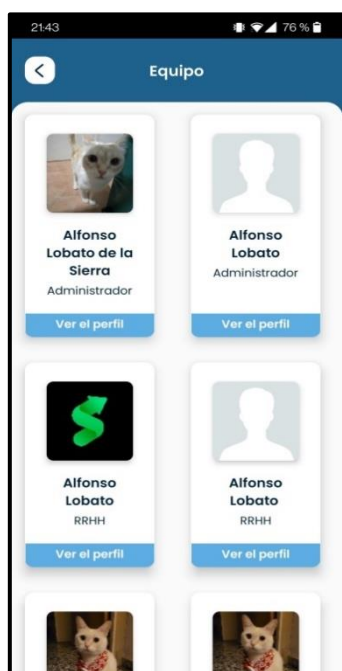 21:43 76 %
Equipo
Alfonso
Lobato de la
Sierra
Administrador
Ver el perfil
Alfonso
Lobato
Administrador
Ver el perfil
Alfonso
Lobato
RRHH
Ver el perfil
Alfonso
Lobato
RRHH
Ver el perfil